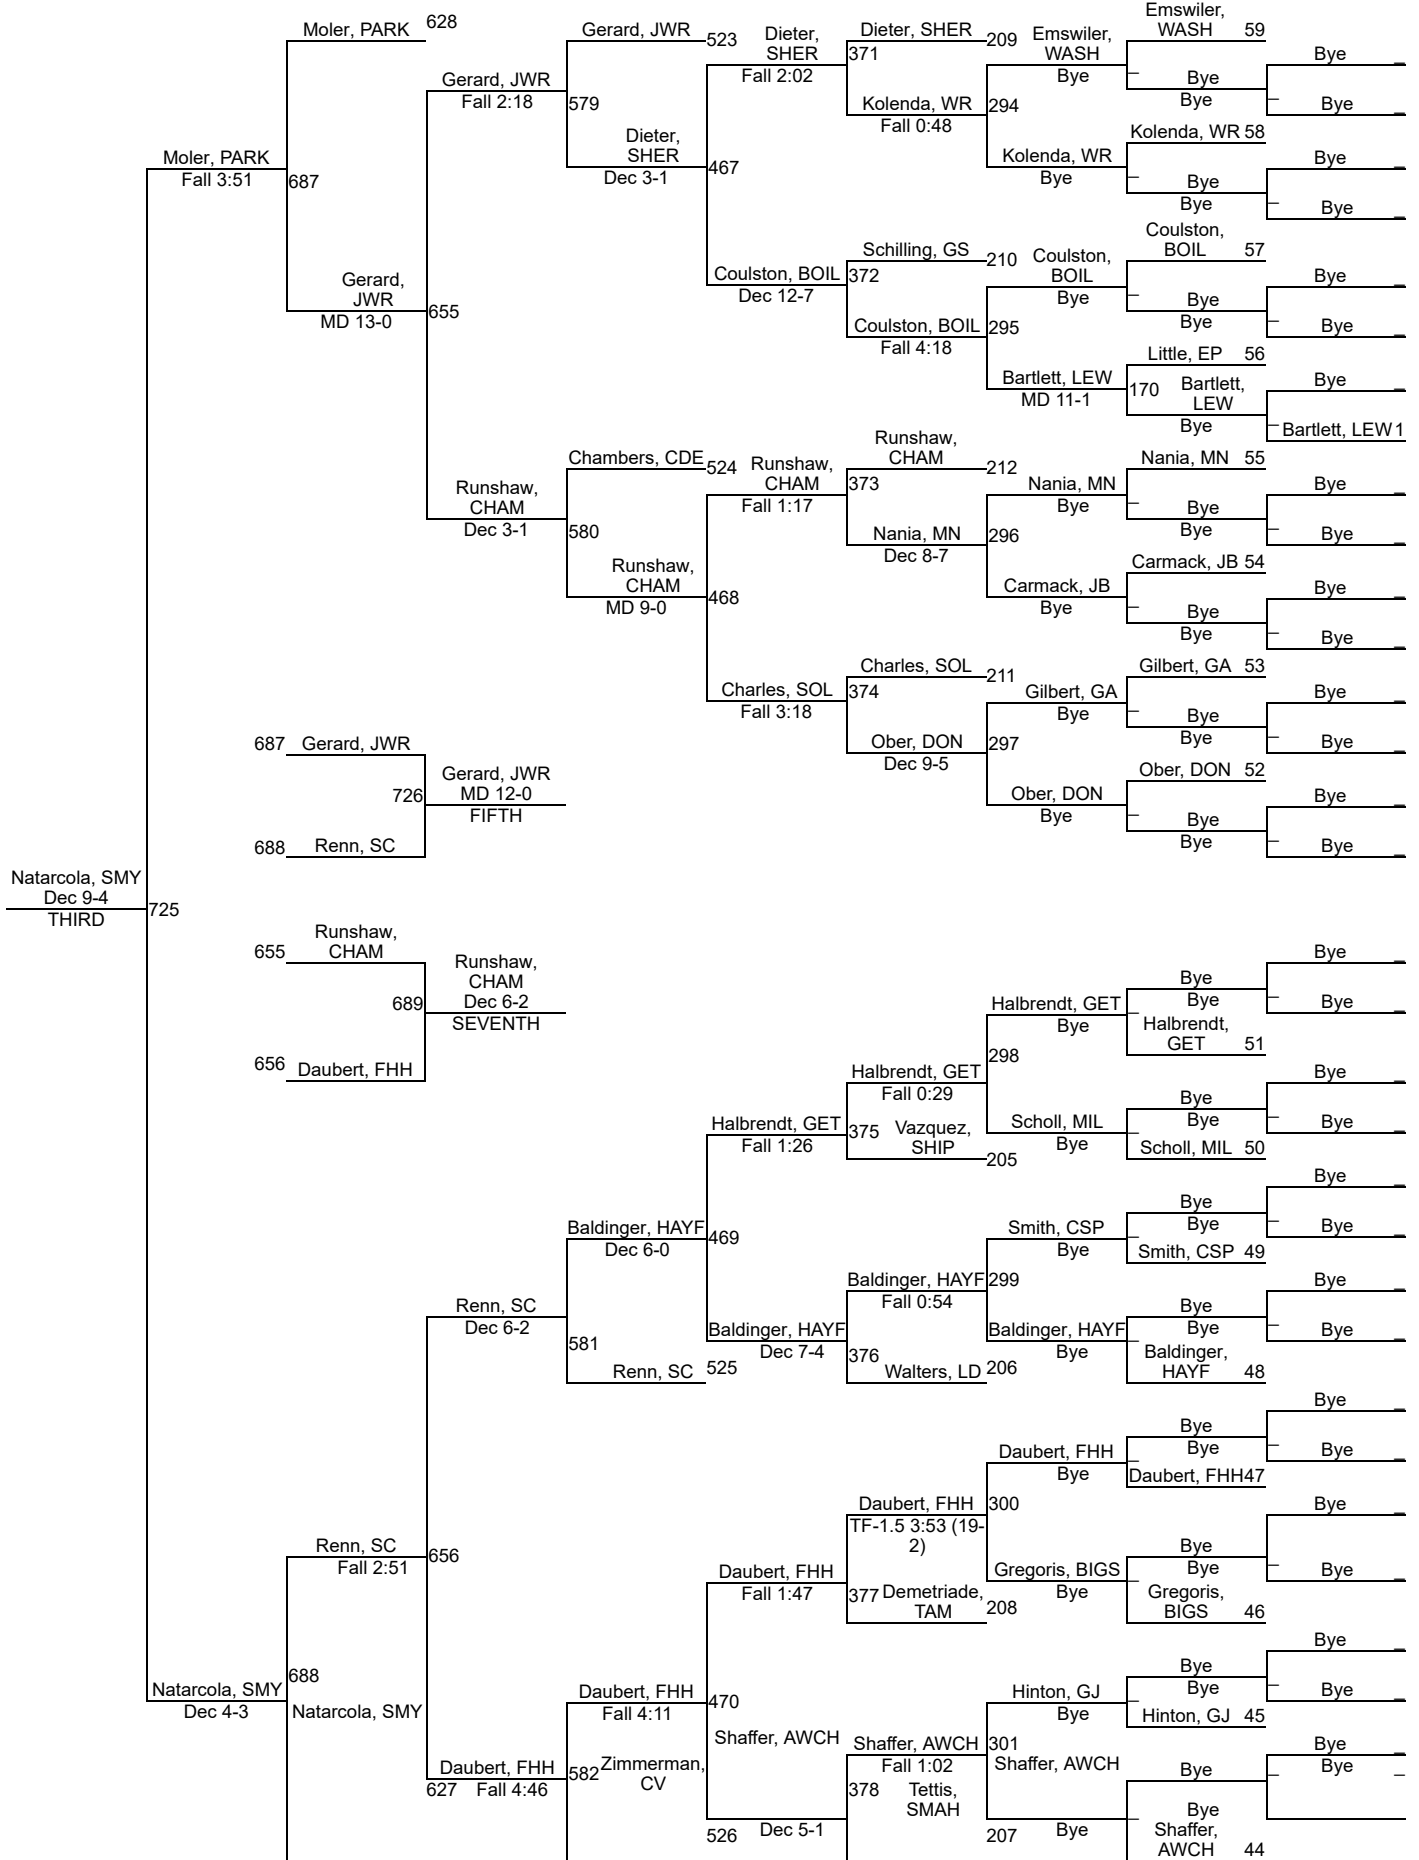 Moler, PARK
628
Gerard, JWR
523
Dieter,
SHER
Fall 2:02
Dieter, SHER
209
371
Emswiler,
WASH
Bye
Emswiler,
WASH
59
Bye
Bye
Bye
Bye
Gerard, JWR
Fall 2:18
579
Kolenda, WR
Fall 0:48
294
Kolenda, WR
58
Dieter,
SHER
Dec 3-1
467
Kolenda, WR
Bye
Bye
Bye
Bye
Bye
Moler, PARK
Fall 3:51
687
Schilling, GS
210
Coulston,
BOIL
Bye
Coulston,
BOIL
57
Bye
Bye
Bye
Bye
Coulston, BOIL
Dec 12-7
372
Gerard,
JWR
MD 13-0
655
Coulston, BOIL
Fall 4:18
295
Little, EP
56
Bartlett, LEW
MD 11-1
170
Bartlett,
LEW
Bye
Bye
Bartlett, LEW
1
Chambers, CDE
524
Runshaw,
CHAM
Fall 1:17
Runshaw,
CHAM
212
373
Nania, MN
Bye
Nania, MN
55
Bye
Bye
Bye
Bye
Runshaw,
CHAM
Dec 3-1
580
Nania, MN
Dec 8-7
296
Carmack, JB
54
Runshaw,
CHAM
MD 9-0
468
Carmack, JB
Bye
Bye
Bye
Bye
Bye
Charles, SOL
211
Gilbert, GA
Bye
Gilbert, GA
53
Bye
Bye
Bye
Bye
Charles, SOL
Fall 3:18
374
Ober, DON
Dec 9-5
297
Ober, DON
52
Ober, DON
Bye
Bye
Bye
Bye
Bye
687
Gerard, JWR
726
Gerard, JWR
MD 12-0
FIFTH
688
Renn, SC
Natarcola, SMY
Dec 9-4
THIRD
725
655
Runshaw,
CHAM
689
Runshaw,
CHAM
Dec 6-2
SEVENTH
656
Daubert, FHH
Bye
Bye
Bye
Bye
Halbrendt, GET
Bye
Halbrendt,
GET
51
298
Halbrendt, GET
Fall 0:29
Bye
Bye
Bye
Bye
Scholl, MIL
Bye
Scholl, MIL
50
Halbrendt, GET
Fall 1:26
375
Vazquez,
SHIP
205
Bye
Bye
Bye
Bye
Smith, CSP
Bye
Smith, CSP
49
Baldinger, HAYF
Dec 6-0
469
Baldinger, HAYF
Fall 0:54
299
Bye
Bye
Bye
Bye
Renn, SC
Dec 6-2
581
Baldinger, HAYF
Dec 7-4
376
Baldinger, HAYF
Bye
Baldinger,
HAYF
48
Renn, SC
525
Walters, LD
206
Bye
Bye
Bye
Bye
Daubert, FHH
Bye
Daubert, FHH
47
Daubert, FHH
TF-1.5 3:53 (19-
2)
300
Bye
Bye
Bye
Bye
Renn, SC
Fall 2:51
656
Daubert, FHH
Fall 1:47
377
Demetriade,
TAM
208
Gregoris, BIGS
Bye
Gregoris,
BIGS
46
Bye
Bye
Bye
Bye
Natarcola, SMY
Dec 4-3
688
Natarcola, SMY
Daubert, FHH
Fall 4:11
470
Hinton, GJ
Bye
Hinton, GJ
45
Shaffer, AWCH
Shaffer, AWCH
Fall 1:02
301
Shaffer, AWCH
Bye
Bye
Bye
Daubert, FHH
627
Fall 4:46
582
Zimmerman,
CV
378
Tettis,
SMAH
Bye
526
Dec 5-1
207
Bye
Shaffer,
AWCH
44